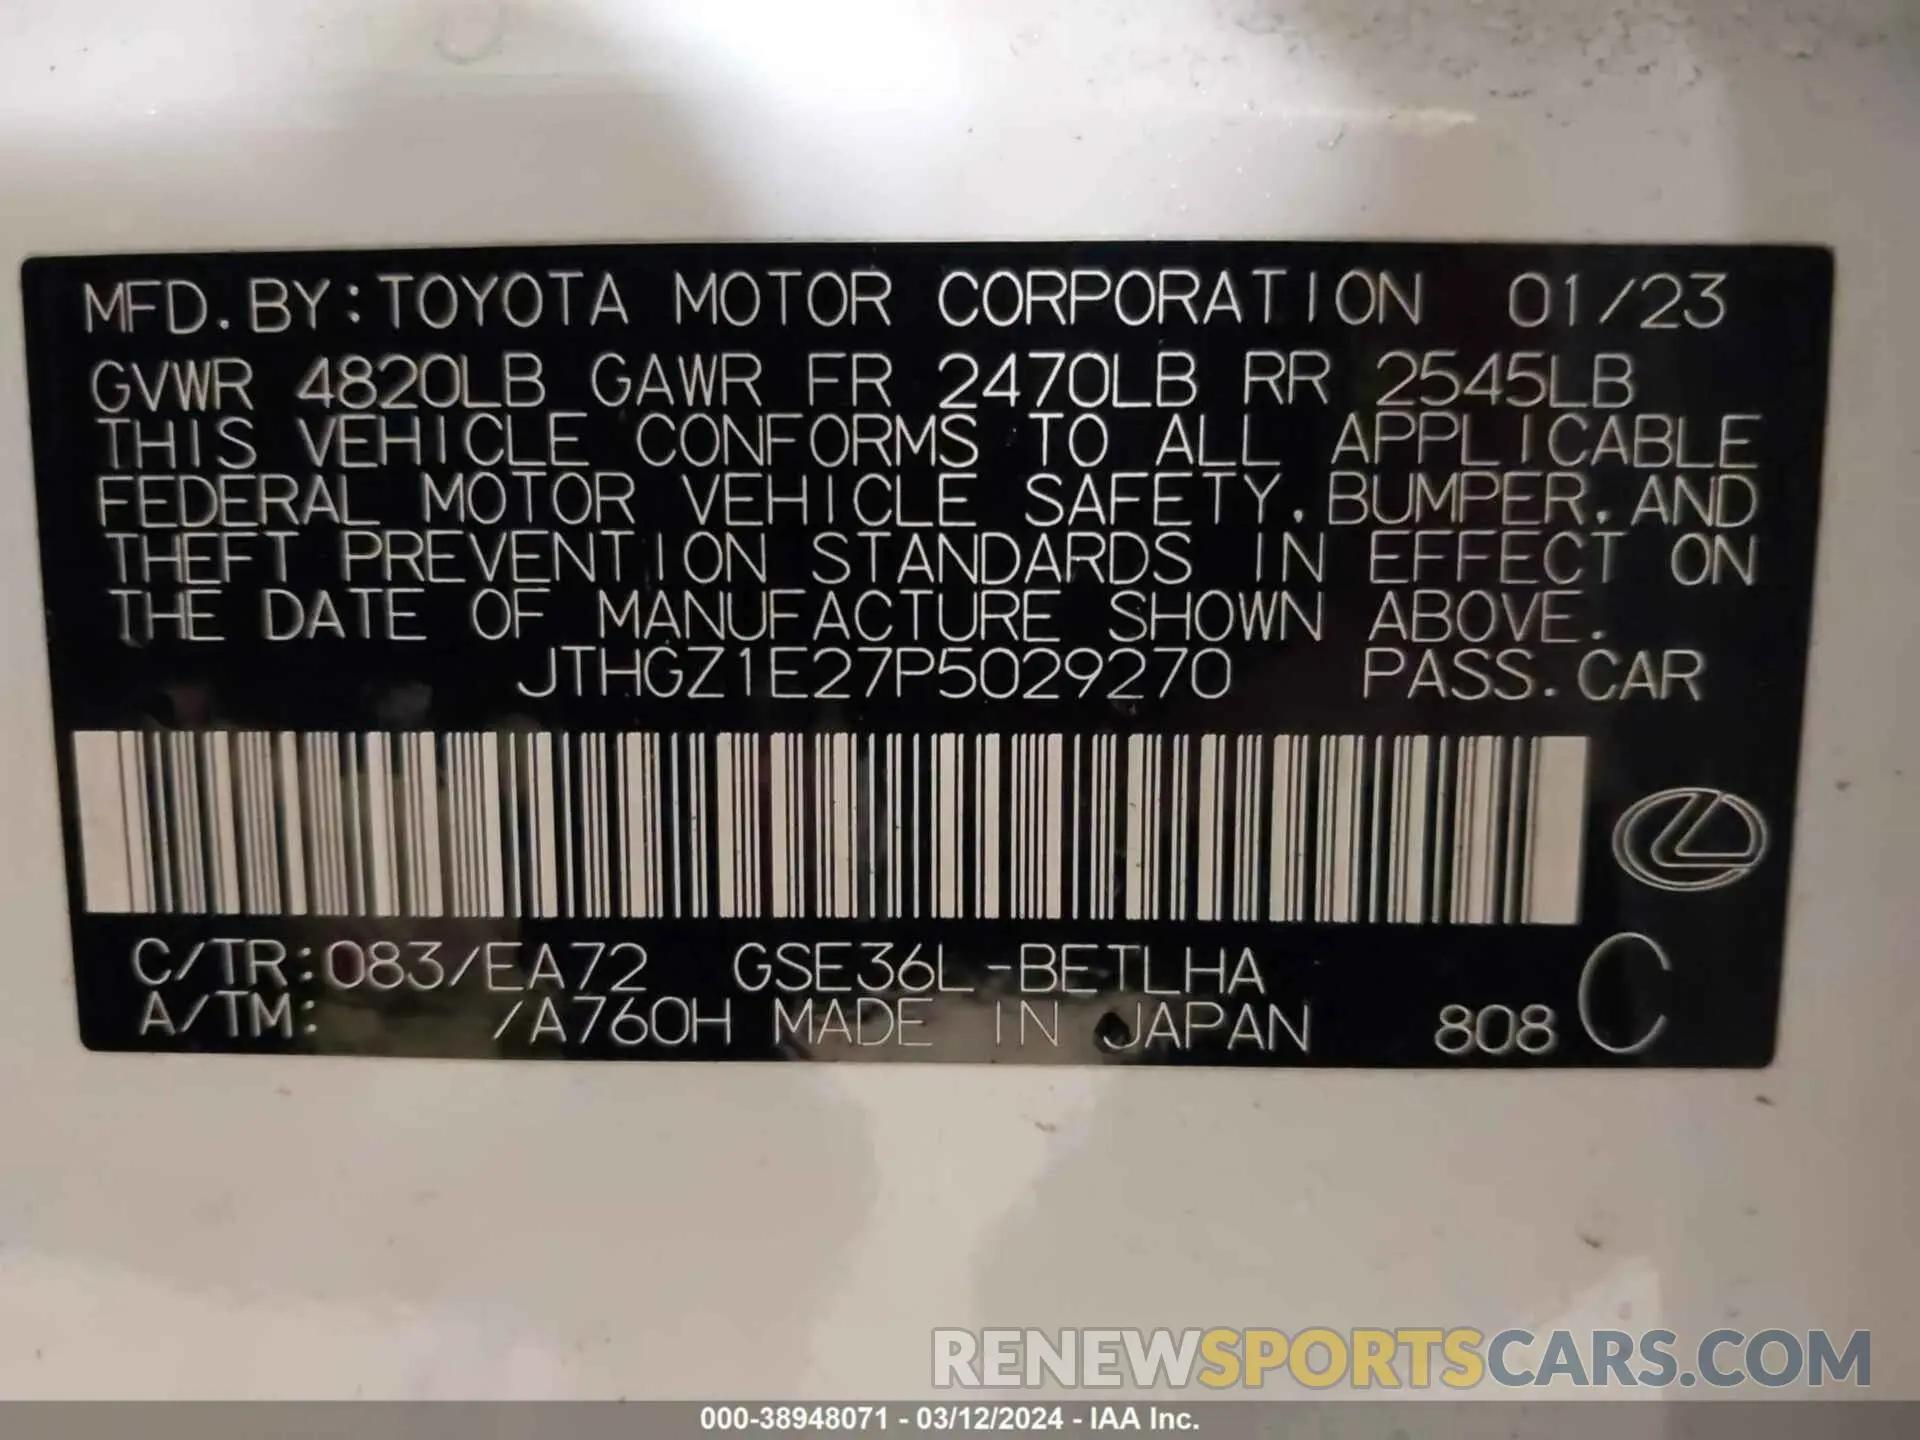 MFD. BY: TOYOTA MOTOR CORPORATION 01/23
GVWR 4820LB GAWR FR 2470LB RR 2545LB
THIS VEHICLE CONFORMS TO ALL APPLICABLE
FEDERAL MOTOR VEHICLE SAFETY, BUMPER, AND
THEFT PREVENTION STANDARDS IN EFFECT ON
THE DATE OF MANUFACTURE SHOWN ABOVE.
JTHGZ1E27P5029270 PASS. CAR
C/TR: 083/EA72 GSE36L-BETLHA
A/TM: /A760H MADE IN JAPAN 808 C
RENEWSPORTSCARS.COM
000-38948071 - 03/12/2024 - IAA Inc.